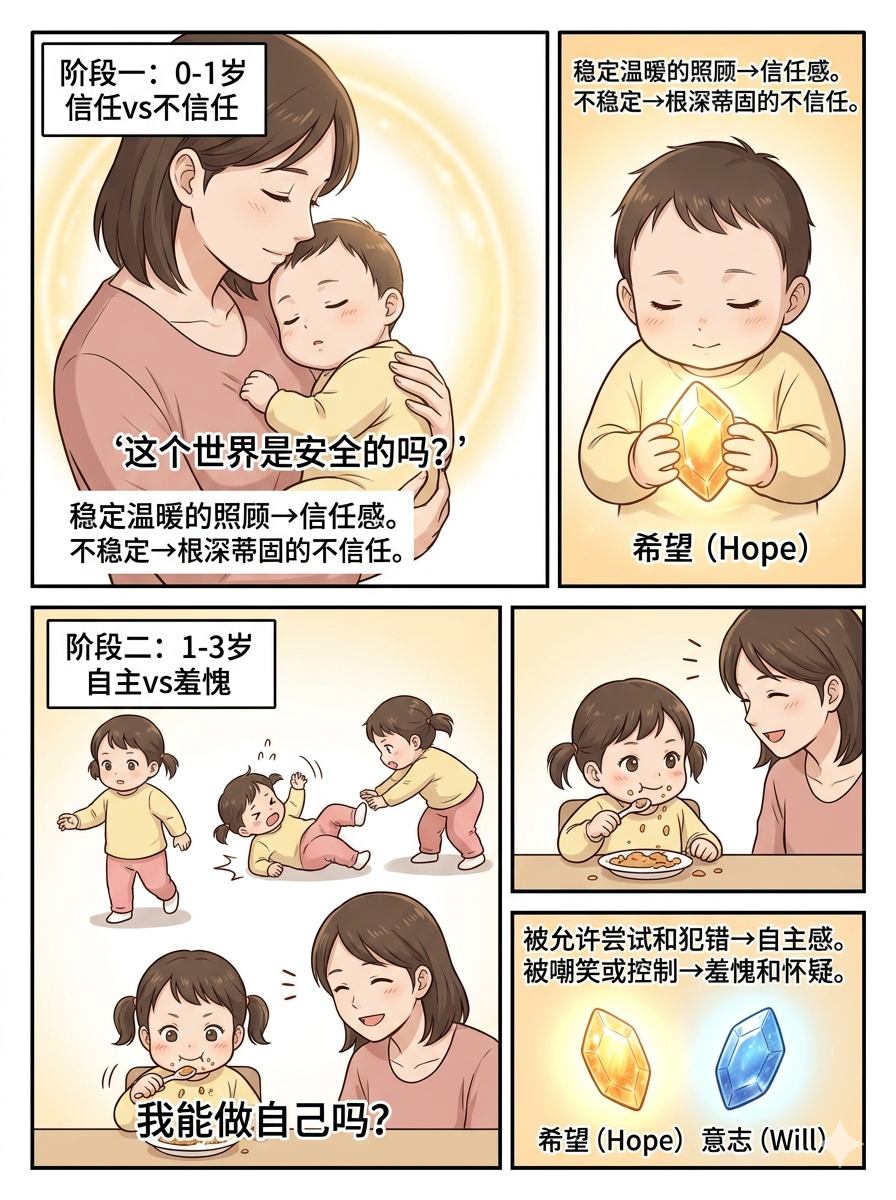 阶段一：0-1岁
信任vs不信任
‘这个世界是安全的吗？’
稳定温暖的照顾→信任感。
不稳定→根深蒂固的不信任。
稳定温暖的照顾→信任感。
不稳定→根深蒂固的不信任。
希望（Hope）
阶段二：1-3岁
自主vs羞愧
我能做自己吗？
被允许尝试和犯错→自主感。
被嘲笑或控制→羞愧和怀疑。
希望（Hope） 意志（Will）